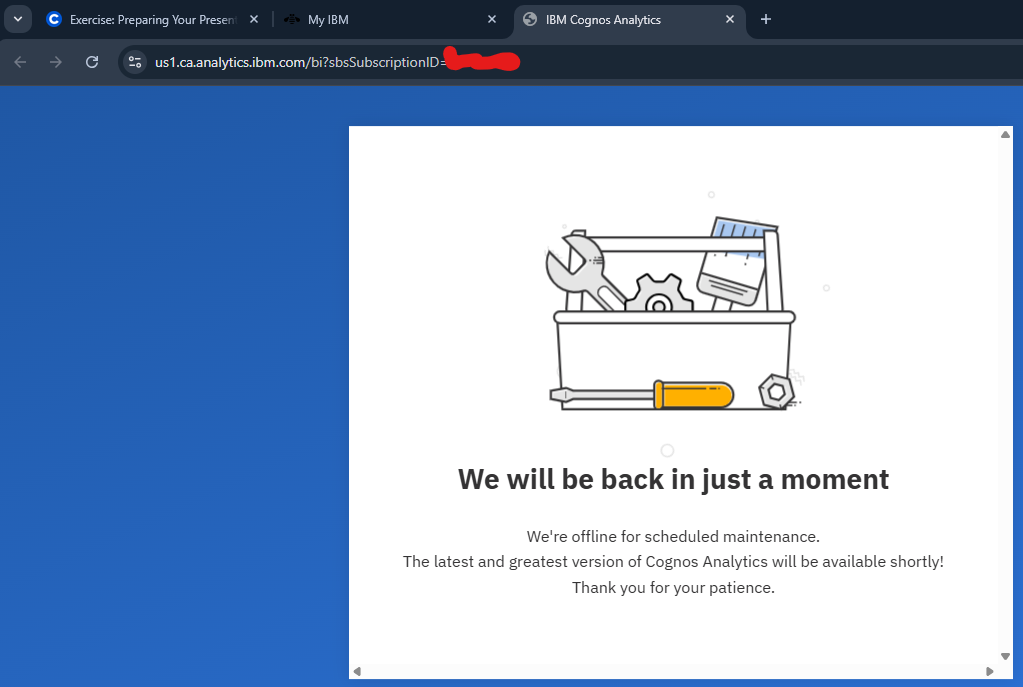 Exercise: Preparing Your Present
My IBM
IBM Cognos Analytics
us1.ca.analytics.ibm.com/bi?sbsSubscriptionID=
We will be back in just a moment
We're offline for scheduled maintenance.
The latest and greatest version of Cognos Analytics will be available shortly!
Thank you for your patience.